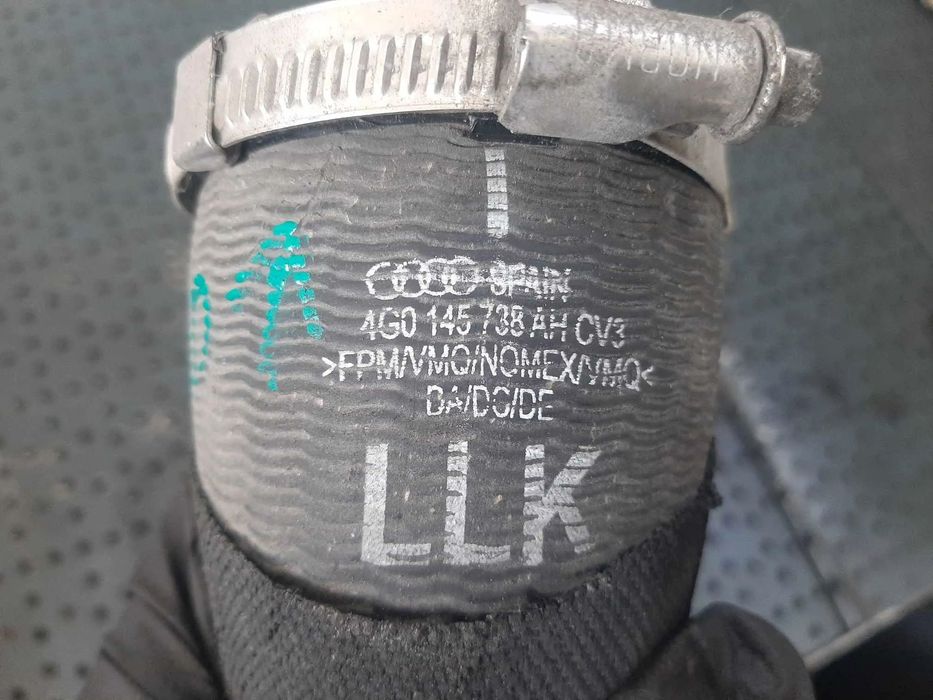 SPAIN
4G0 145 738 AH CV3
>FPM/VMQ/NOMEX/VMQ<
DA/DC/DE
LLK